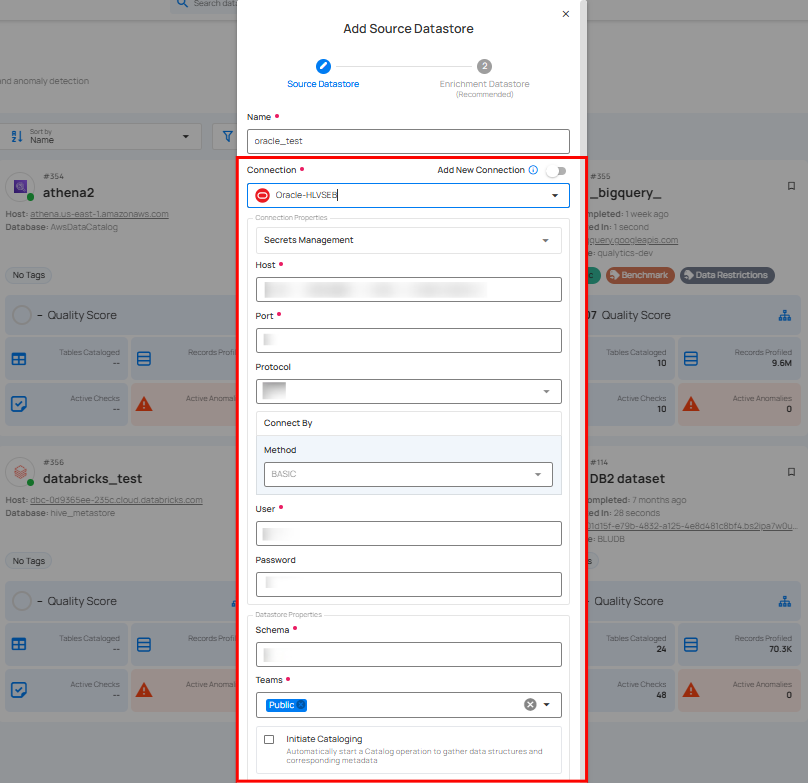 Search data
×
Add Source Datastore
Source Datastore
2
Enrichment Datastore
(Recommended)
and anomaly detection
Sort by
Name
Name •
oracle_test
Connection •
Add New Connection
Oracle-HLVSEB
Connection Properties
Secrets Management
Host •
Port •
Protocol
Connect By
Method
BASIC
User •
Password
Datastore Properties
Schema •
Teams •
Public
Initiate Cataloging
Automatically start a Catalog operation to gather data structures and
corresponding metadata
#354
athena2
Host: athena.us-east-1.amazonaws.com
Database: AwsDataCatalog
No Tags
– Quality Score
Tables Cataloged
--
Records Profil
Active Checks
--
Active Anomal
#356
databricks_test
Host: dbc-0d9365ee-235c.cloud.databricks.com
Database: hive_metastore
No Tags
– Quality Score
Tables Cataloged
--
Records Profil
Active Checks
--
Active Anomal
#355
_bigquery_
mpleted: 1 week ago
ed In: 1 second
gquery.googleapis.com
e: qualytics-dev
c
Benchmark
Data Restrictions
07 Quality Score
Tables Cataloged
10
Records Profiled
9.6M
Active Checks
10
Active Anomalies
0
#114
DB2 dataset
ompleted: 7 months ago
ed In: 28 seconds
01d15f-e79b-4832-a125-4e8d481c8bf4.bs2ipa7w0u...
e: BLUDB
s
Quality Score
Tables Cataloged
24
Records Profiled
70.3K
Active Checks
48
Active Anomalies
0